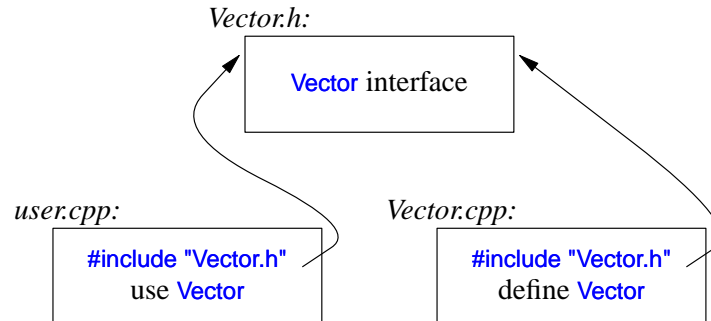 Vector.h:
Vector interface
user.cpp:
Vector.cpp:
#include "Vector.h"
use Vector
#include "Vector.h"
define Vector